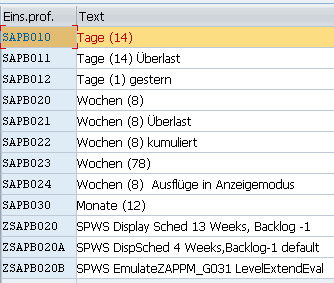 Eins.prof. Text
SAPB010 Tage (14)
SAPB011 Tage (14) Überlast
SAPB012 Tage (1) gestern
SAPB020 Wochen (8)
SAPB021 Wochen (8) Überlast
SAPB022 Wochen (8) kumuliert
SAPB023 Wochen (78)
SAPB024 Wochen (8)  Ausflüge in Anzeigemodus
SAPB030 Monate (12)
ZSAPB020 SPWS Display Sched 13 Weeks, Backlog -1
ZSAPB020A SPWS DispSched 4 Weeks,Backlog-1 default
ZSAPB020B SPWS EmulateZAPPM_G031 LevelExtendEval